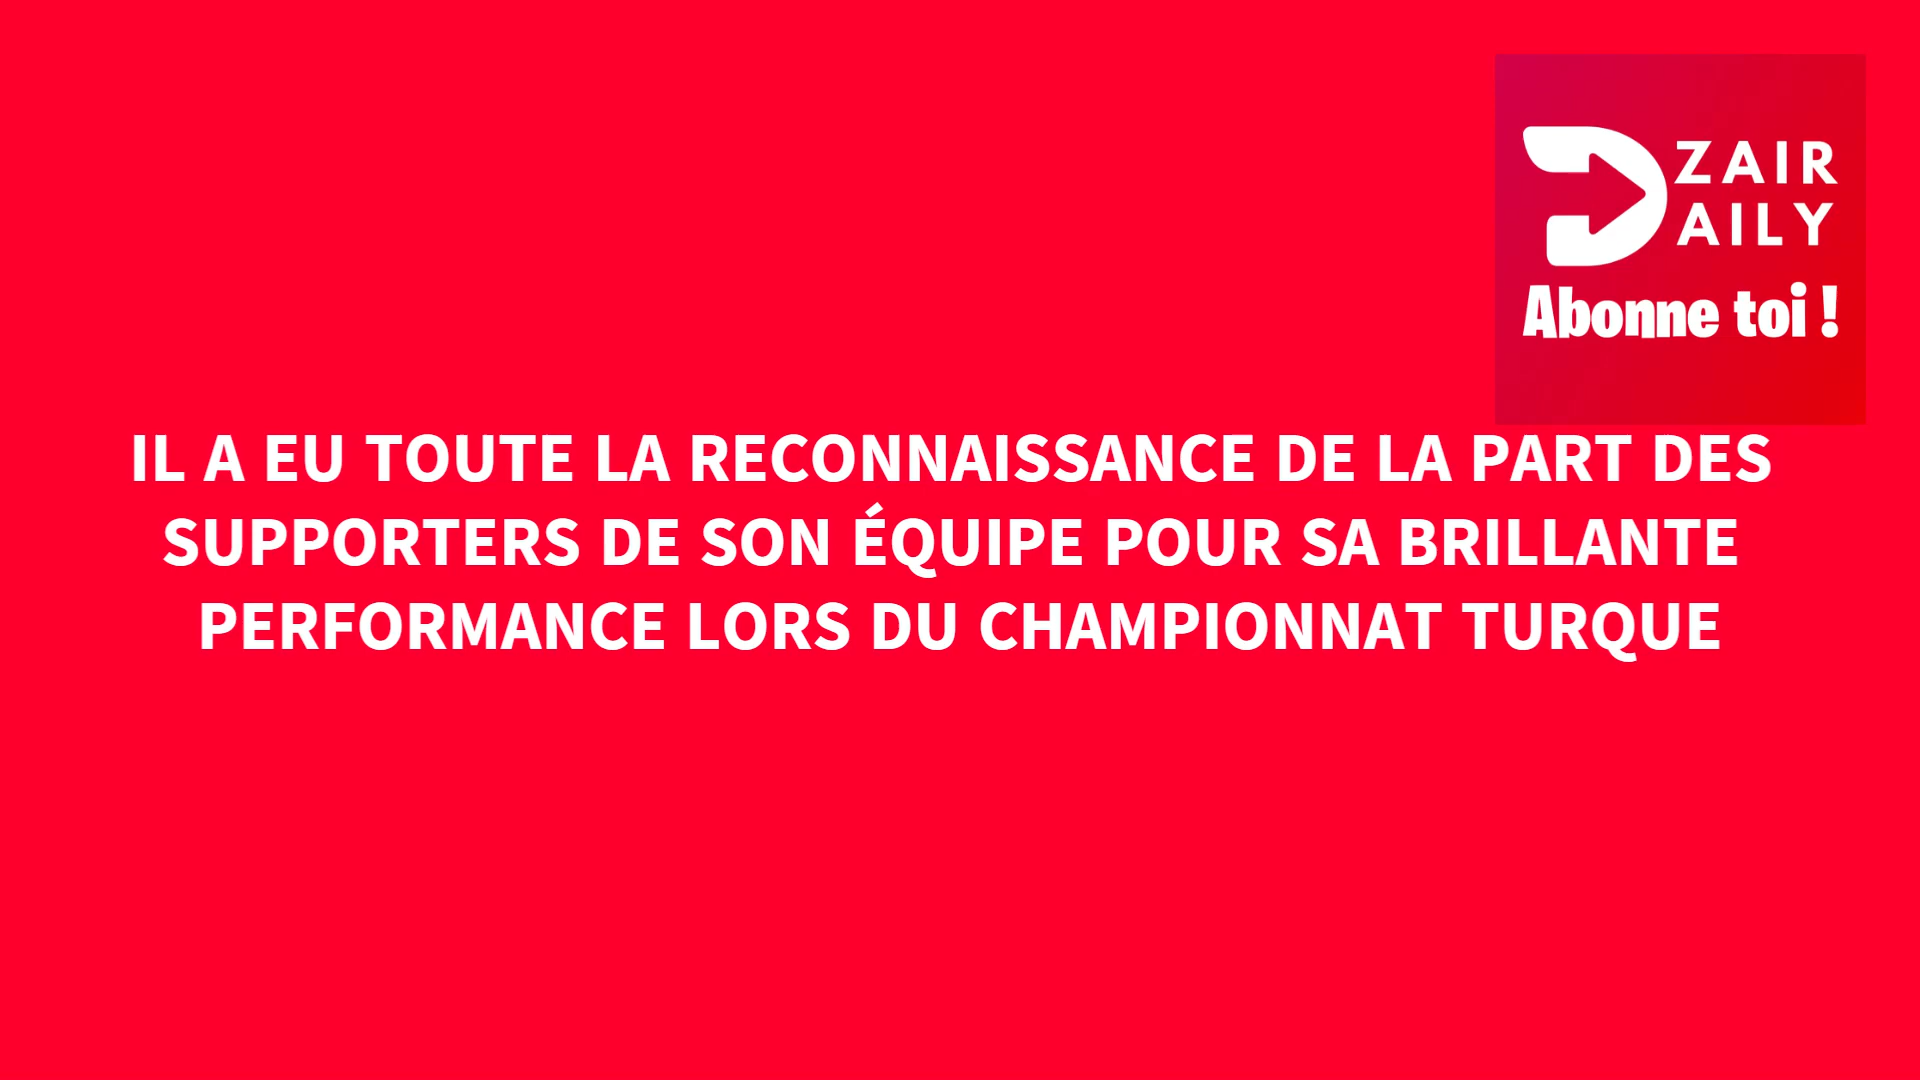 ZAIR
AILY
Abonne toi !
IL A EU TOUTE LA RECONNAISSANCE DE LA PART DES
SUPPORTERS DE SON ÉQUIPE POUR SA BRILLANTE
PERFORMANCE LORS DU CHAMPIONNAT TURQUE